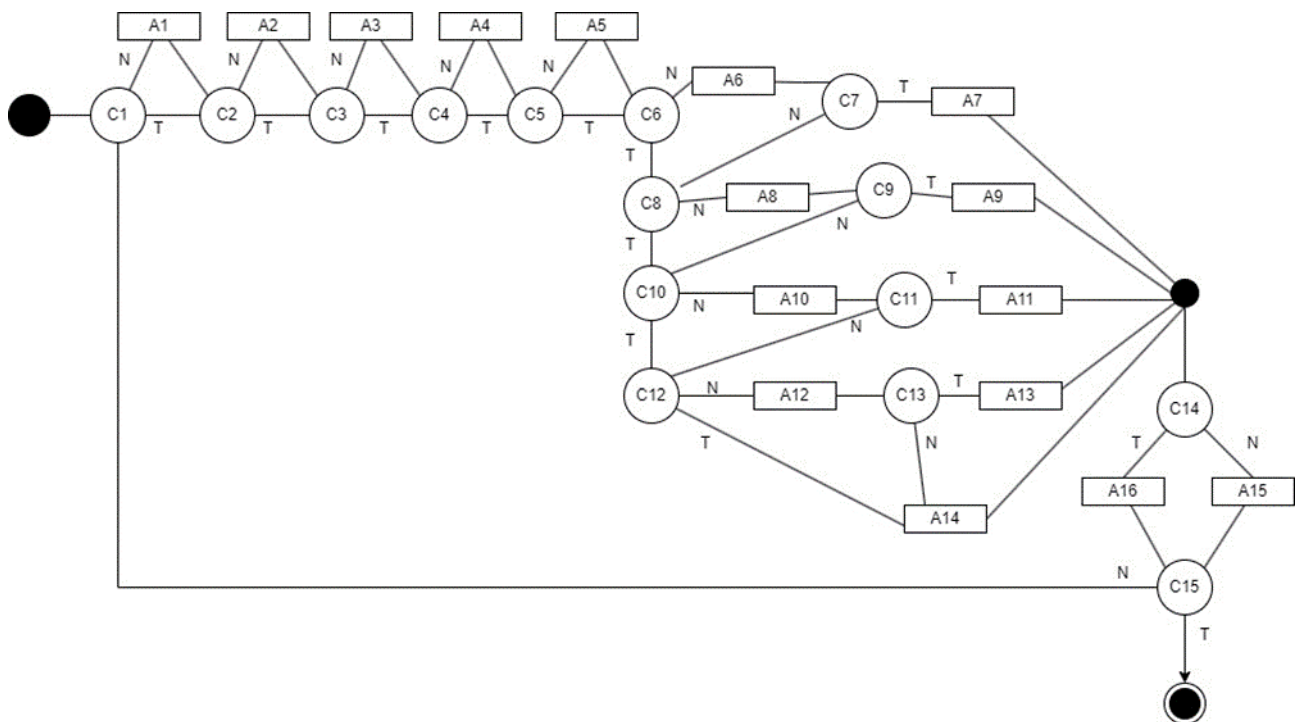 A1 A2 A3 A4 A5
N N N N N N A6 T A7
C1 T C2 T C3 T C4 T C5 T C6 C7
N
T
C8 N A8 C9 T A9
N
T
C10 N A10 C11 T A11
N
T
C12 N A12 C13 T A13
T N
C14
T N
A14
A16 A15
N C15
T